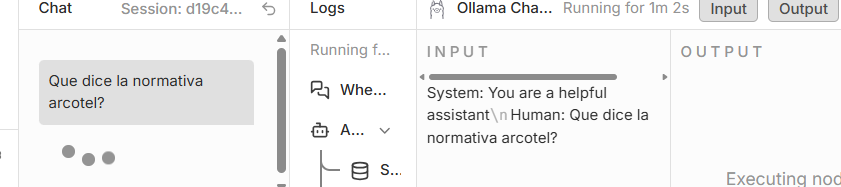 Chat
Session: d19c4...
Logs
Ollama Cha...
Running for 1m 2s
Input
Output
Que dice la normativa
arcotel?
Running f...
Whe...
A...
S...
INPUT
System: You are a helpful
assistant\n Human: Que dice la
normativa arcotel?
OUTPUT
Executing nod